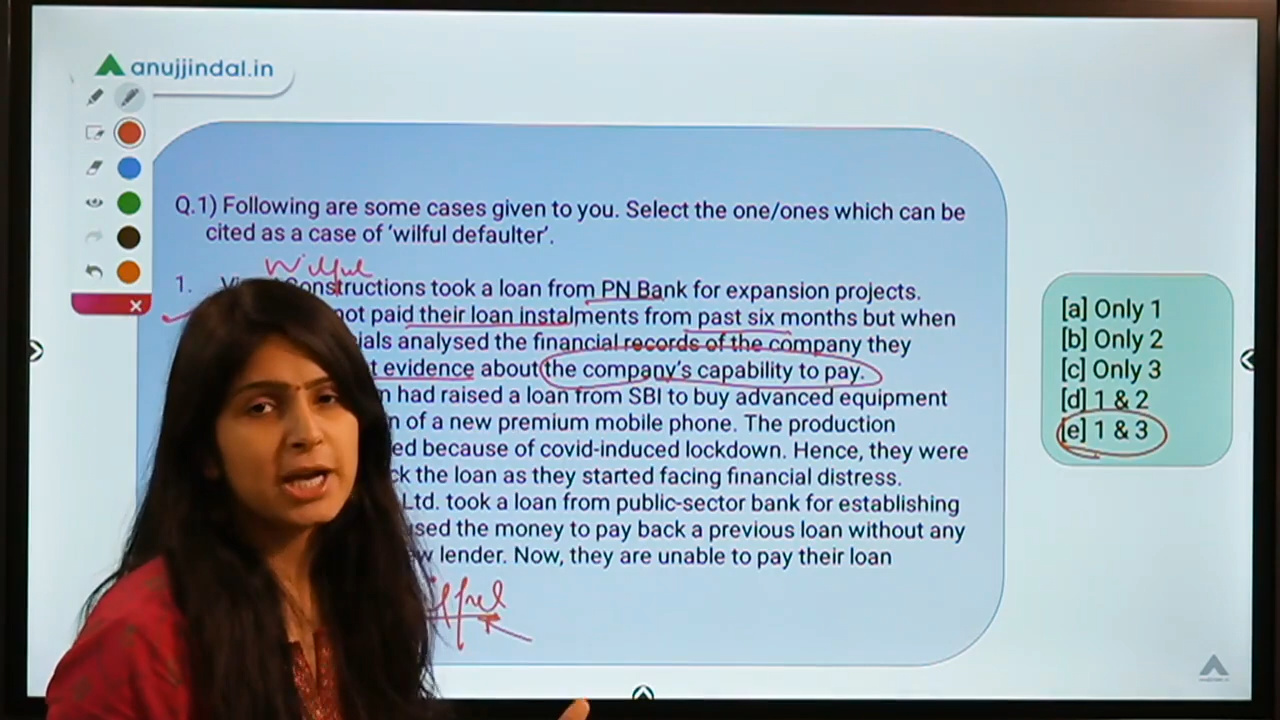 anujjindal.in
Q.1) Following are some cases given to you. Select the one/ones which can be
cited as a case of ‘wilful defaulter’.
Wilful
1. Constructions took a loan from PN Bank for expansion projects.
not paid their loan instalments from past six months but when
analysed the financial records of the company they
evidence about the company's capability to pay.
had raised a loan from SBI to buy advanced equipment
of a new premium mobile phone. The production
because of covid-induced lockdown. Hence, they were
the loan as they started facing financial distress.
Ltd. took a loan from public-sector bank for establishing
used the money to pay back a previous loan without any
lender. Now, they are unable to pay their loan
[a] Only 1
[b] Only 2
[c] Only 3
[d] 1 & 2
[e] 1 & 3